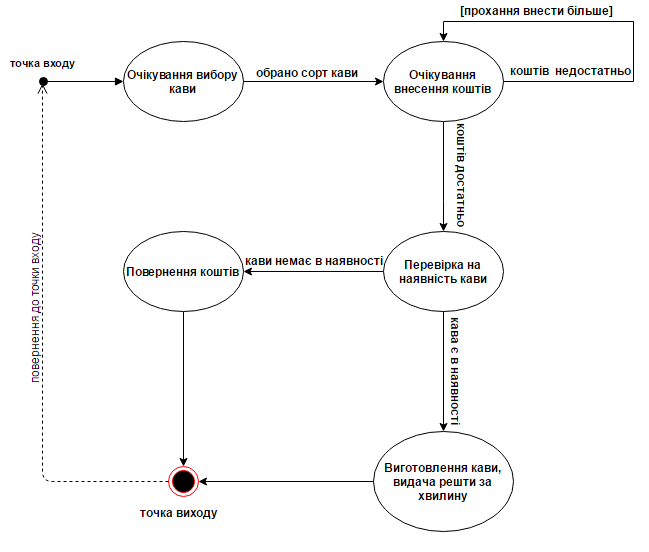 [прохання внести більше]
точка входу
Очікування вибору
кави
обрано сорт кави
Очікування
внесення коштів
коштів  недостатньо
коштів достатньо
повернення до точки входу
Повернення коштів
кави немає в наявності
Перевірка на
наявність кави
кава є в наявності
Виготовлення кави,
видача решти за
хвилину
точка виходу